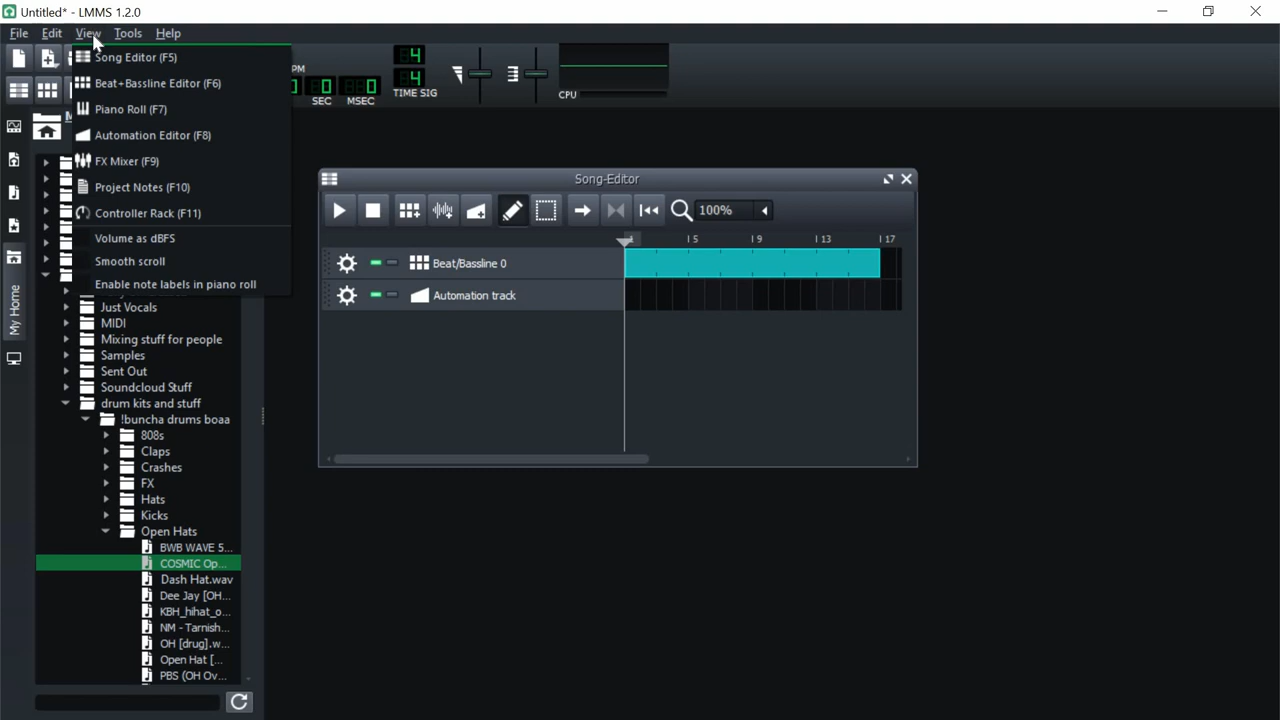 Untitled* - LMMS 1.2.0
File Edit View Tools Help
Song Editor (F5)
Beat+Bassline Editor (F6)
Piano Roll (F7)
Automation Editor (F8)
FX Mixer (F9)
Project Notes (F10)
Controller Rack (F11)
Volume as dBFS
Smooth scroll
Enable note labels in piano roll
0 0
SEC MSEC
4
4
TIME SIG
CPU
My Home
Just Vocals
MIDI
Mixing stuff for people
Samples
Sent Out
Soundcloud Stuff
drum kits and stuff
!buncha drums boaa
808s
Claps
Crashes
FX
Hats
Kicks
Open Hats
BWB WAVE 5...
COSMIC Op...
Dash Hat.wav
Dee Jay [OH...
KBH_hihat_o...
NM - Tarnish...
OH [drug].w...
Open Hat [...
PBS (OH Ov...
Song-Editor
100%
5 9 13 17
Beat/Bassline 0
Automation track